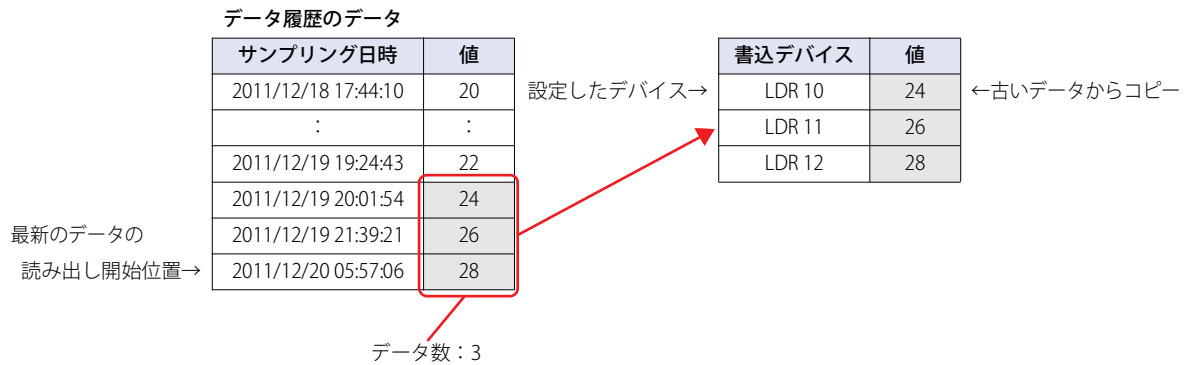 データ履歴のデータ
サンプリング日時 値
2011/12/18 17:44:10 20
: :
2011/12/19 19:24:43 22
2011/12/19 20:01:54 24
2011/12/19 21:39:21 26
2011/12/20 05:57:06 28
最新のデータの
読み出し開始位置→
データ数:3
設定したデバイス→
書込デバイス 値
LDR 10 24
LDR 11 26
LDR 12 28
←古いデータからコピー